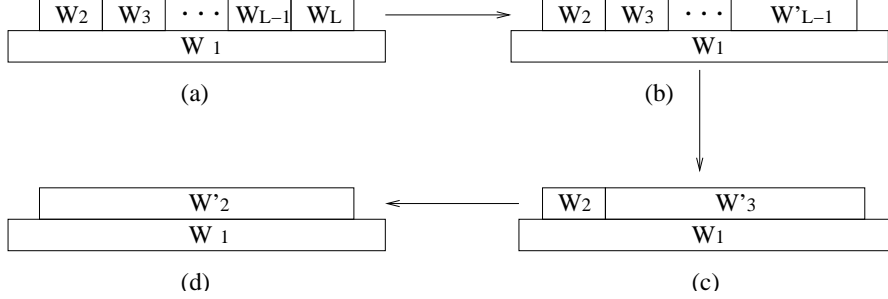 W2 W3 ... WL–1 WL
W 1
(a)
W2 W3 ... W'L–1
W1
(b)
W'2
W 1
(d)
W2 W'3
W1
(c)